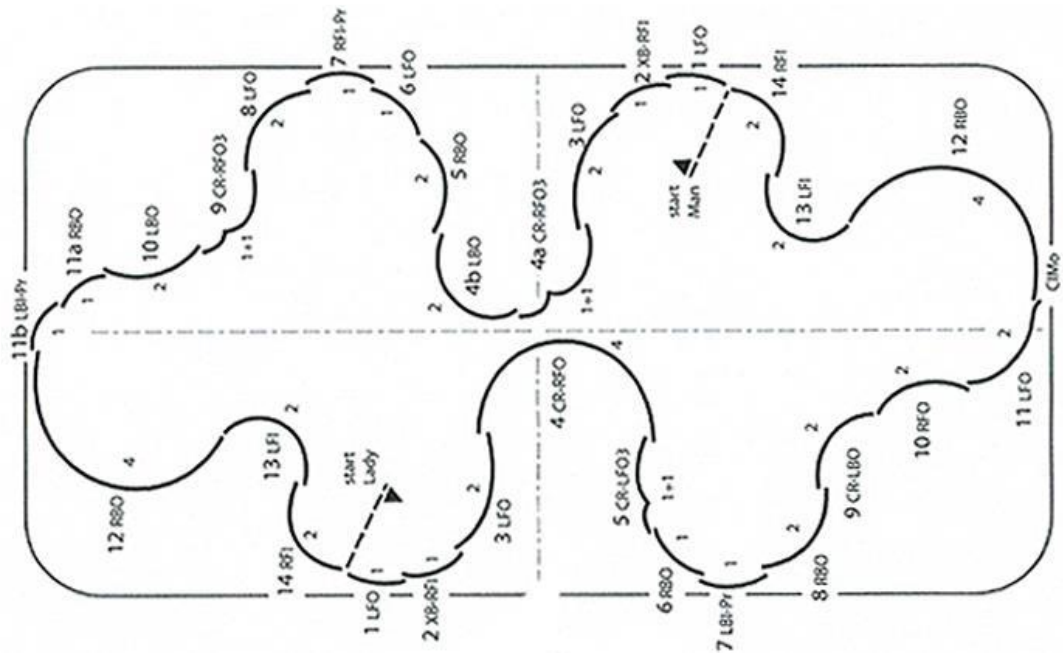 7 RFI-Pr
8 LFO
6 LFO
1
2
1
9 CR-RFO3
1+1
5 RBO
2
11a RBO
10 LBO
1
2
11b LBI-Pr
1
4b LBO
2
4a CR-RFO3
1+1
2 XB-RFI
1 LFO
1
1
3 LFO
2
14 RFI
2
start
Man
13 LFI
2
12 RBO
4
CIMo
12 RBO
4
13 LFI
2
14 RFI
2
start
Lady
1 LFO
1
2 XB-RFI
1
3 LFO
2
4 CR-RFO
4
5 CR-LFO3
1+1
6 RBO
1
7 LBI-Pr
1
8 RBO
2
9 CR-LBO
2
10 RFO
2
11 LFO
2